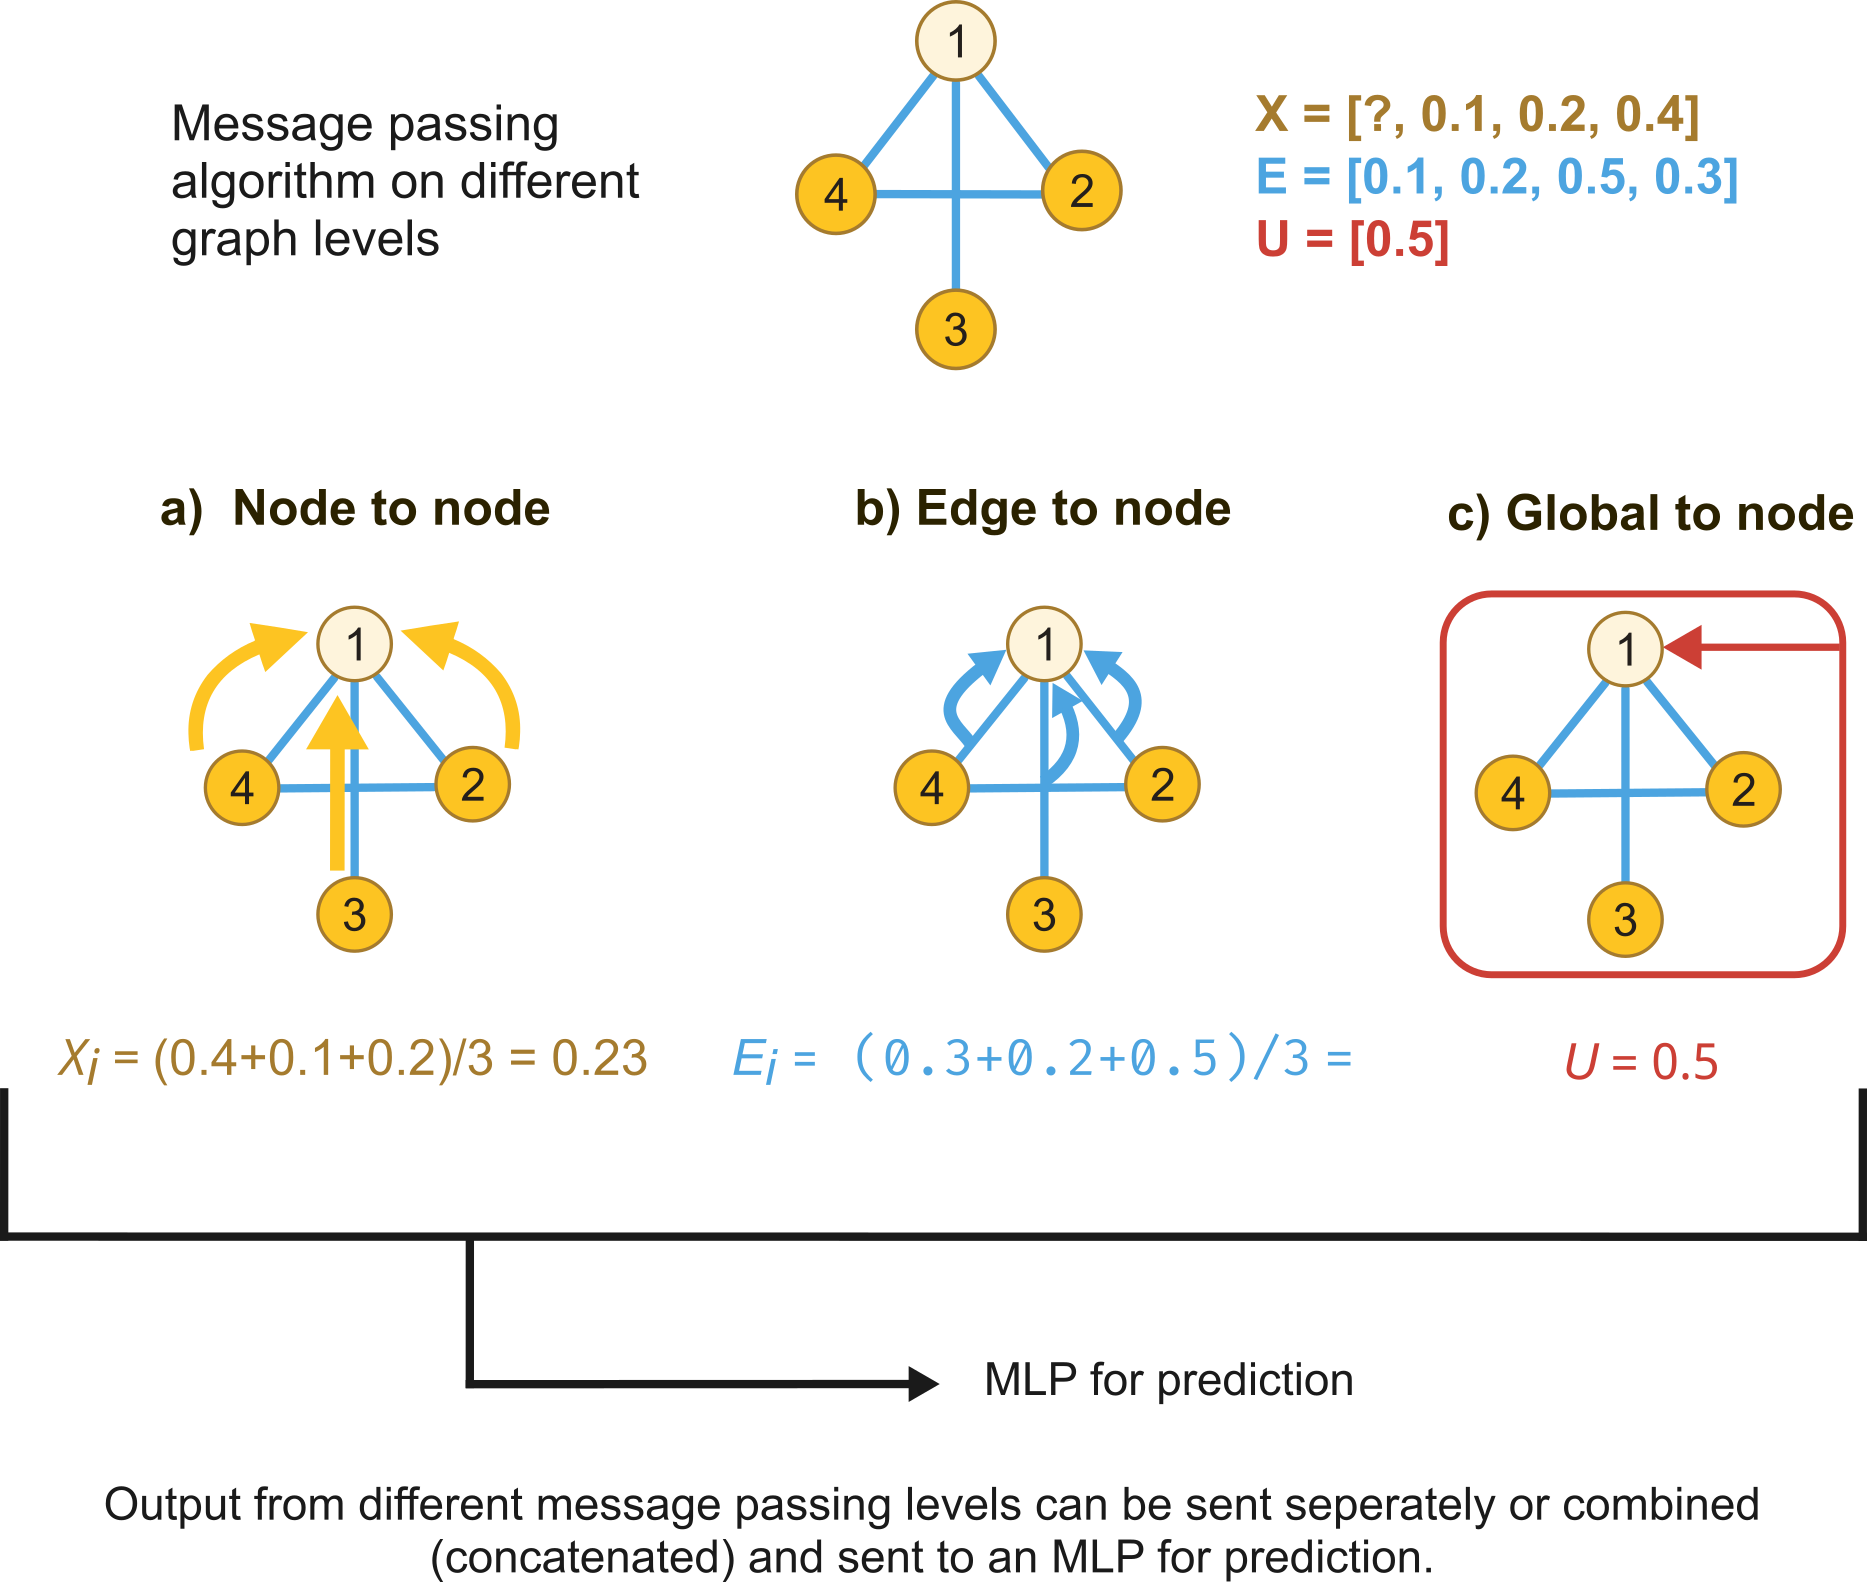 1
Message passing
algorithm on different
graph levels
X = [?, 0.1, 0.2, 0.4]
E = [0.1, 0.2, 0.5, 0.3]
U = [0.5]
4
2
3
a) Node to node
b) Edge to node
c) Global to node
1
4
2
3
1
4
2
3
1
4
2
3
Xi = (0.4+0.1+0.2)/3 = 0.23
Ei = (0.3+0.2+0.5)/3 =
U = 0.5
MLP for prediction
Output from different message passing levels can be sent seperately or combined
(concatenated) and sent to an MLP for prediction.